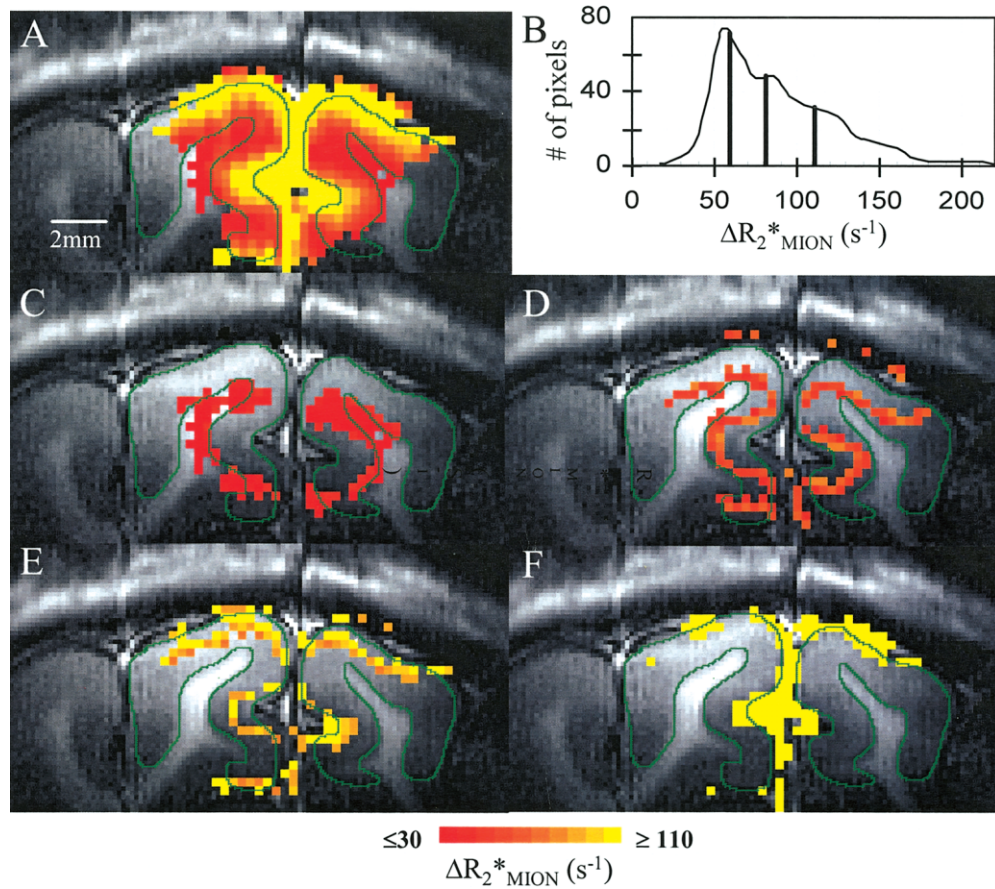 A
2mm
B
# of pixels
80
40
0
0
50
100
150
200
ΔR₂*MION (s⁻¹)
C
D
E
F
≤30
≥ 110
ΔR₂*MION (s⁻¹)